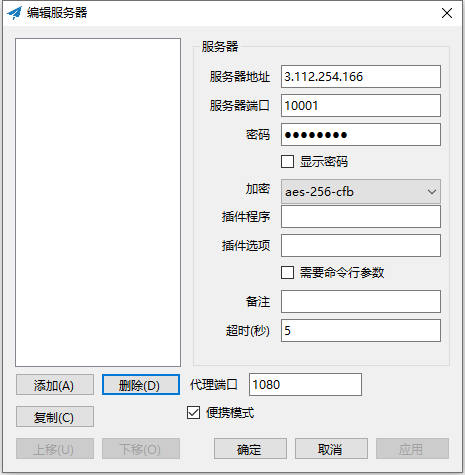 编辑服务器
服务器
服务器地址 3.112.254.166
服务器端口 10001
密码 ●●●●●●●●
显示密码
加密 aes-256-cfb
插件程序
插件选项
需要命令行参数
备注
超时(秒) 5
添加(A) 删除(D) 代理端口 1080
复制(C) 便携模式
上移(U) 下移(O) 确定 取消 应用